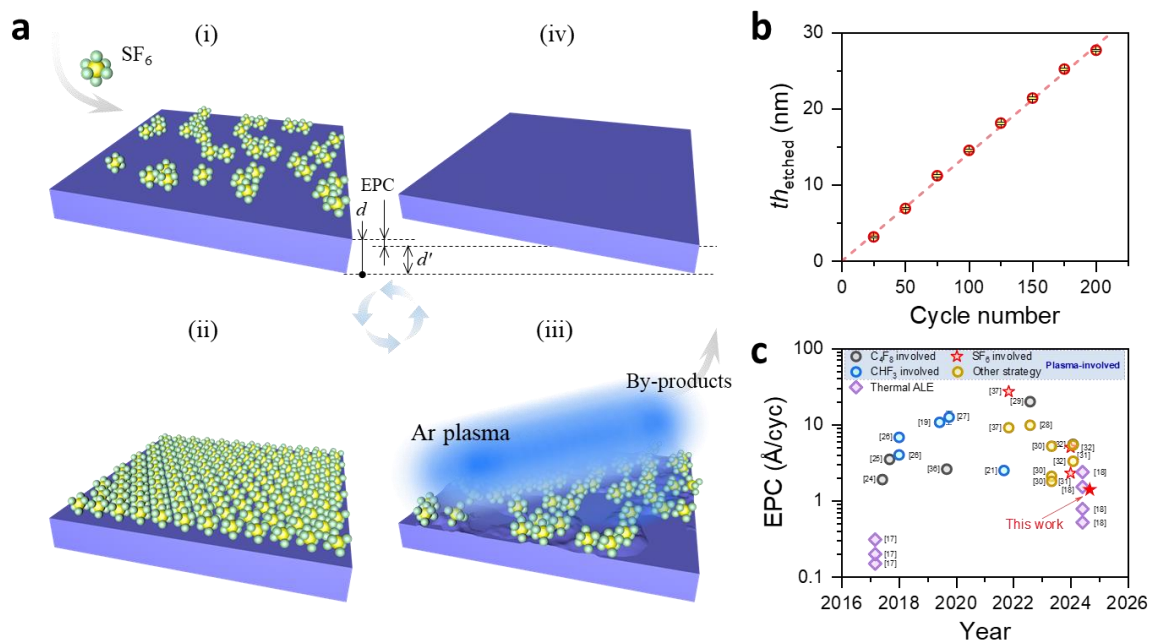 a
(i)
(iv)
SF6
EPC
d
d'
(ii)
(iii)
By-products
Ar plasma
b
30
20
10
0
th etched (nm)
0 50 100 150 200
Cycle number
c
100
10
1
0.1
EPC (Å/cyc)
C4F8 involved
SF6 involved
Plasma-involved
CHF3 involved
Other strategy
Thermal ALE
[37]
[29]
[27]
[19]
[37]
[28]
[26]
[30]
[32]
[32]
[25]
[26]
[31]
[36]
[21]
[32]
[24]
[30]
[18]
[30]
[31]
[18]
This work
[18]
[18]
[17]
[17]
[17]
2016 2018 2020 2022 2024 2026
Year